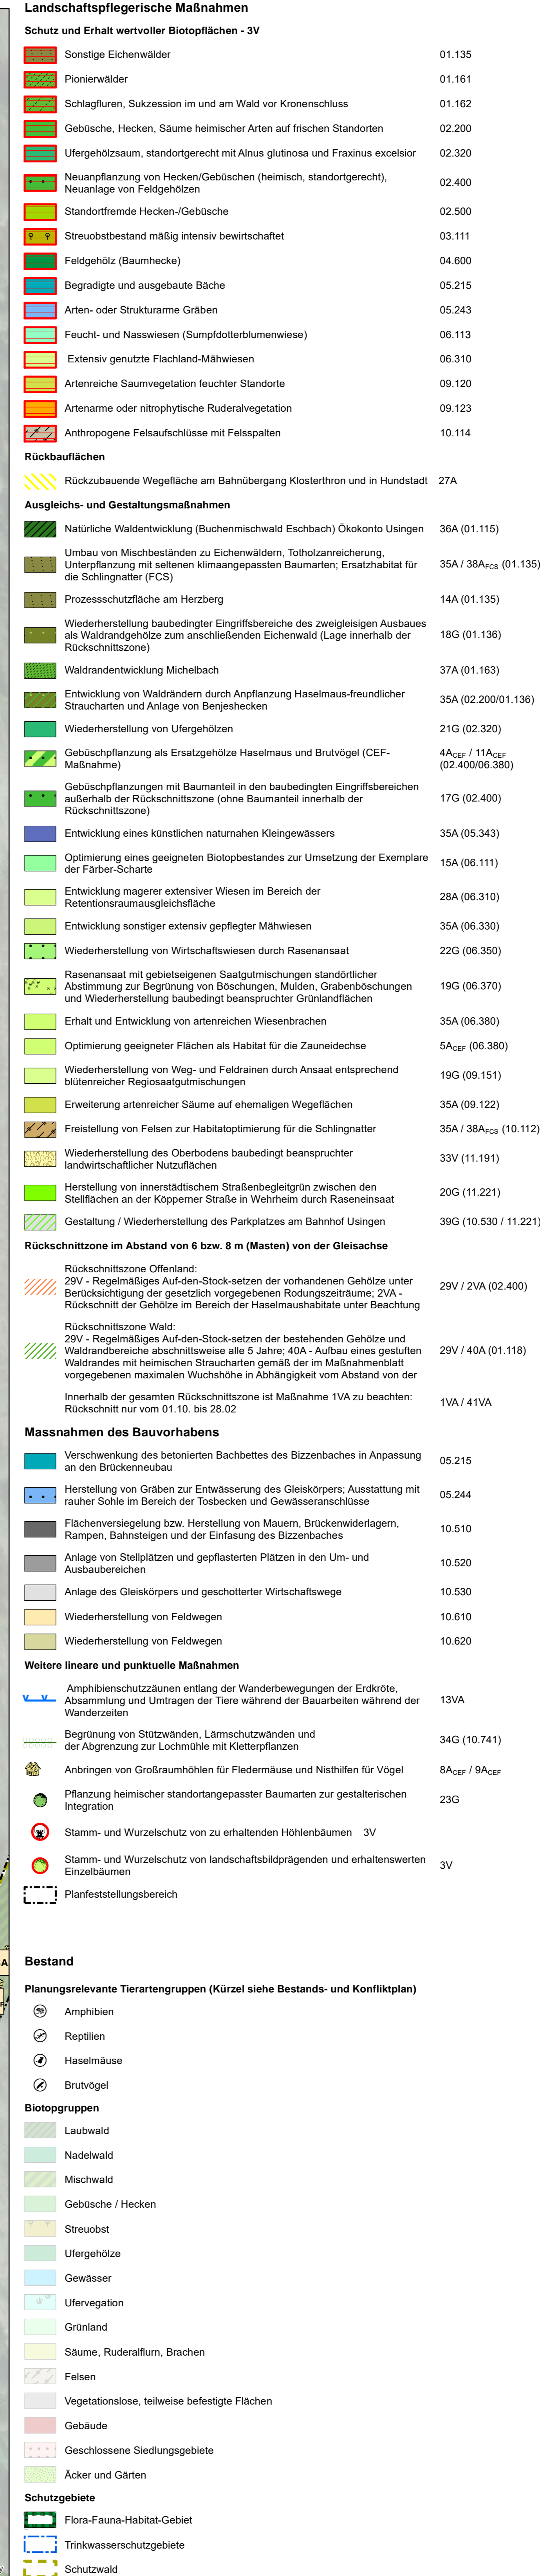 Landschaftspflegerische Maßnahmen
Schutz und Erhalt wertvoller Biotopflächen - 3V
Sonstige Eichenwälder 01.135
Pionierwälder 01.161
Schlagfluren, Sukzession im und am Wald vor Kronenschluss 01.162
Gebüsche, Hecken, Säume heimischer Arten auf frischen Standorten 02.200
Ufergehölzsaum, standortgerecht mit Alnus glutinosa und Fraxinus excelsior 02.320
Neuanpflanzung von Hecken/Gebüschen (heimisch, standortgerecht),
Neuanlage von Feldgehölzen 02.400
Standortfremde Hecken-/Gebüsche 02.500
Streuobstbestand mäßig intensiv bewirtschaftet 03.111
Feldgehölz (Baumhecke) 04.600
Begradigte und ausgebaute Bäche 05.215
Arten- oder Strukturarme Gräben 05.243
Feucht- und Nasswiesen (Sumpfdotterblumenwiese) 06.113
Extensiv genutzte Flachland-Mähwiesen 06.310
Artenreiche Saumvegetation feuchter Standorte 09.120
Artenarme oder nitrophytische Ruderalvegetation 09.123
Anthropogene Felsaufschlüsse mit Felsspalten 10.114
Rückbauflächen
Rückzubauende Wegefläche am Bahnübergang Klosterthron und in Hundstadt 27A
Ausgleichs- und Gestaltungsmaßnahmen
Natürliche Waldentwicklung (Buchenmischwald Eschbach) Ökokonto Usingen 36A (01.115)
Umbau von Mischbeständen zu Eichenwäldern, Totholzanreicherung,
Unterpflanzung mit seltenen klimaangepassten Baumarten; Ersatzhabitat für 35A / 38AFCS (01.135)
die Schlingnatter (FCS)
Prozessschutzfläche am Herzberg 14A (01.135)
Wiederherstellung baubedingter Eingriffsbereiche des zweigleisigen Ausbaues
als Waldrandgehölze zum anschließenden Eichenwald (Lage innerhalb der 18G (01.136)
Rückschnittszone)
Waldrandentwicklung Michelbach 37A (01.163)
Entwicklung von Waldrändern durch Anpflanzung Haselmaus-freundlicher
Straucharten und Anlage von Benjeshecken 35A (02.200/01.136)
Wiederherstellung von Ufergehölzen 21G (02.320)
Gebüschpflanzung als Ersatzgehölze Haselmaus und Brutvögel (CEF- 4ACEF / 11ACEF
Maßnahme) (02.400/06.380)
Gebüschpflanzungen mit Baumanteil in den baubedingten Eingriffsbereichen
außerhalb der Rückschnittszone (ohne Baumanteil innerhalb der 17G (02.400)
Rückschnittszone)
Entwicklung eines künstlichen naturnahen Kleingewässers 35A (05.343)
Optimierung eines geeigneten Biotopbestandes zur Umsetzung der Exemplare
der Färber-Scharte 15A (06.111)
Entwicklung magerer extensiver Wiesen im Bereich der
Retentionsraumausgleichsfläche 28A (06.310)
Entwicklung sonstiger extensiv gepflegter Mähwiesen 35A (06.330)
Wiederherstellung von Wirtschaftswiesen durch Rasenansaat 22G (06.350)
Rasenansaat mit gebietseigenen Saatgutmischungen standörtlicher
Abstimmung zur Begrünung von Böschungen, Mulden, Grabenböschungen 19G (06.370)
und Wiederherstellung baubedingt beanspruchter Grünlandflächen
Erhalt und Entwicklung von artenreichen Wiesenbrachen 35A (06.380)
Optimierung geeigneter Flächen als Habitat für die Zauneidechse 5ACEF (06.380)
Wiederherstellung von Weg- und Feldrainen durch Ansaat entsprechend
blütenreicher Regiosaatgutmischungen 19G (09.151)
Erweiterung artenreicher Säume auf ehemaligen Wegeflächen 35A (09.122)
Freistellung von Felsen zur Habitatoptimierung für die Schlingnatter 35A / 38AFCS (10.112)
Wiederherstellung des Oberbodens baubedingt beanspruchter
landwirtschaftlicher Nutzuflächen 33V (11.191)
Herstellung von innerstädtischem Straßenbegleitgrün zwischen den
Stellflächen an der Köpperner Straße in Wehrheim durch Raseneinsaat 20G (11.221)
Gestaltung / Wiederherstellung des Parkplatzes am Bahnhof Usingen 39G (10.530 / 11.221)
Rückschnittzone im Abstand von 6 bzw. 8 m (Masten) von der Gleisachse
Rückschnittszone Offenland:
29V - Regelmäßiges Auf-den-Stock-setzen der vorhandenen Gehölze unter
Berücksichtigung der gesetzlich vorgegebenen Rodungszeiträume; 2VA - 29V / 2VA (02.400)
Rückschnitt der Gehölze im Bereich der Haselmaushabitate unter Beachtung
Rückschnittszone Wald:
29V - Regelmäßiges Auf-den-Stock-setzen der bestehenden Gehölze und
Waldrandbereiche abschnittsweise alle 5 Jahre; 40A - Aufbau eines gestuften 29V / 40A (01.118)
Waldrandes mit heimischen Straucharten gemäß der im Maßnahmenblatt
vorgegebenen maximalen Wuchshöhe in Abhängigkeit vom Abstand von der
Innerhalb der gesamten Rückschnittszone ist Maßnahme 1VA zu beachten:
Rückschnitt nur vom 01.10. bis 28.02 1VA / 41VA
Massnahmen des Bauvorhabens
Verschwenkung des betonierten Bachbettes des Bizzenbaches in Anpassung
an den Brückenneubau 05.215
Herstellung von Gräben zur Entwässerung des Gleiskörpers; Ausstattung mit
rauher Sohle im Bereich der Tosbecken und Gewässeranschlüsse 05.244
Flächenversiegelung bzw. Herstellung von Mauern, Brückenwiderlagern,
Rampen, Bahnsteigen und der Einfasung des Bizzenbaches 10.510
Anlage von Stellplätzen und gepflasterten Plätzen in den Um- und
Ausbaubereichen 10.520
Anlage des Gleiskörpers und geschotterter Wirtschaftswege 10.530
Wiederherstellung von Feldwegen 10.610
Wiederherstellung von Feldwegen 10.620
Weitere lineare und punktuelle Maßnahmen
Amphibienschutzzäunen entlang der Wanderbewegungen der Erdkröte,
Absammlung und Umtragen der Tiere während der Bauarbeiten während der 13VA
Wanderzeiten
Begrünung von Stützwänden, Lärmschutzwänden und
der Abgrenzung zur Lochmühle mit Kletterpflanzen 34G (10.741)
Anbringen von Großraumhöhlen für Fledermäuse und Nisthilfen für Vögel 8ACEF / 9ACEF
Pflanzung heimischer standortangepasster Baumarten zur gestalterischen
Integration 23G
Stamm- und Wurzelschutz von zu erhaltenden Höhlenbäumen 3V
Stamm- und Wurzelschutz von landschaftsbildprägenden und erhaltenswerten
Einzelbäumen 3V
Planfeststellungsbereich
Bestand
Planungsrelevante Tierartengruppen (Kürzel siehe Bestands- und Konfliktplan)
Amphibien
Reptilien
Haselmäuse
Brutvögel
Biotopgruppen
Laubwald
Nadelwald
Mischwald
Gebüsche / Hecken
Streuobst
Ufergehölze
Gewässer
Ufervegation
Grünland
Säume, Ruderalflurn, Brachen
Felsen
Vegetationslose, teilweise befestigte Flächen
Gebäude
Geschlossene Siedlungsgebiete
Äcker und Gärten
Schutzgebiete
Flora-Fauna-Habitat-Gebiet
Trinkwasserschutzgebiete
Schutzwald